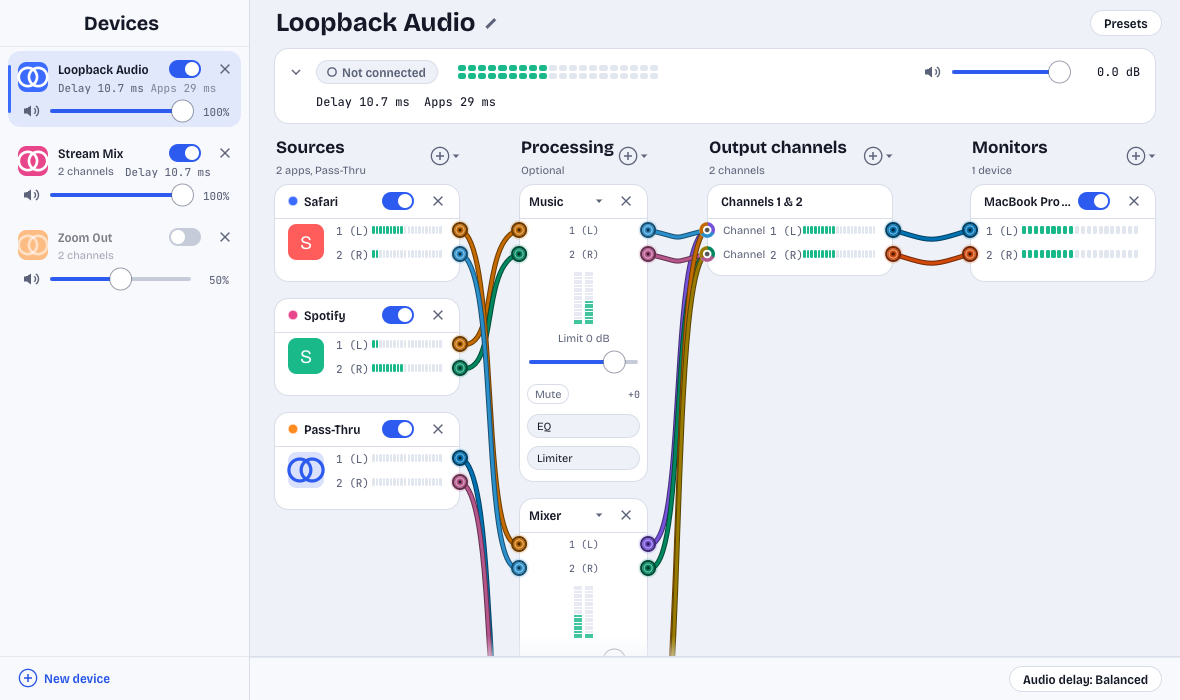 Devices
Loopback Audio
Delay 10.7 ms Apps 29 ms
100%
Stream Mix
2 channels Delay 10.7 ms
100%
Zoom Out
2 channels
50%
New device
Loopback Audio
Presets
Not connected
0.0 dB
Delay 10.7 ms Apps 29 ms
Sources
2 apps, Pass-Thru
Safari
S
1 (L)
2 (R)
Spotify
S
1 (L)
2 (R)
Pass-Thru
1 (L)
2 (R)
Processing
Optional
Music
1 (L)
2 (R)
Limit 0 dB
Mute +0
EQ
Limiter
Mixer
1 (L)
2 (R)
Output channels
2 channels
Channels 1 & 2
Channel 1 (L)
Channel 2 (R)
Monitors
1 device
MacBook Pro...
1 (L)
2 (R)
Audio delay: Balanced